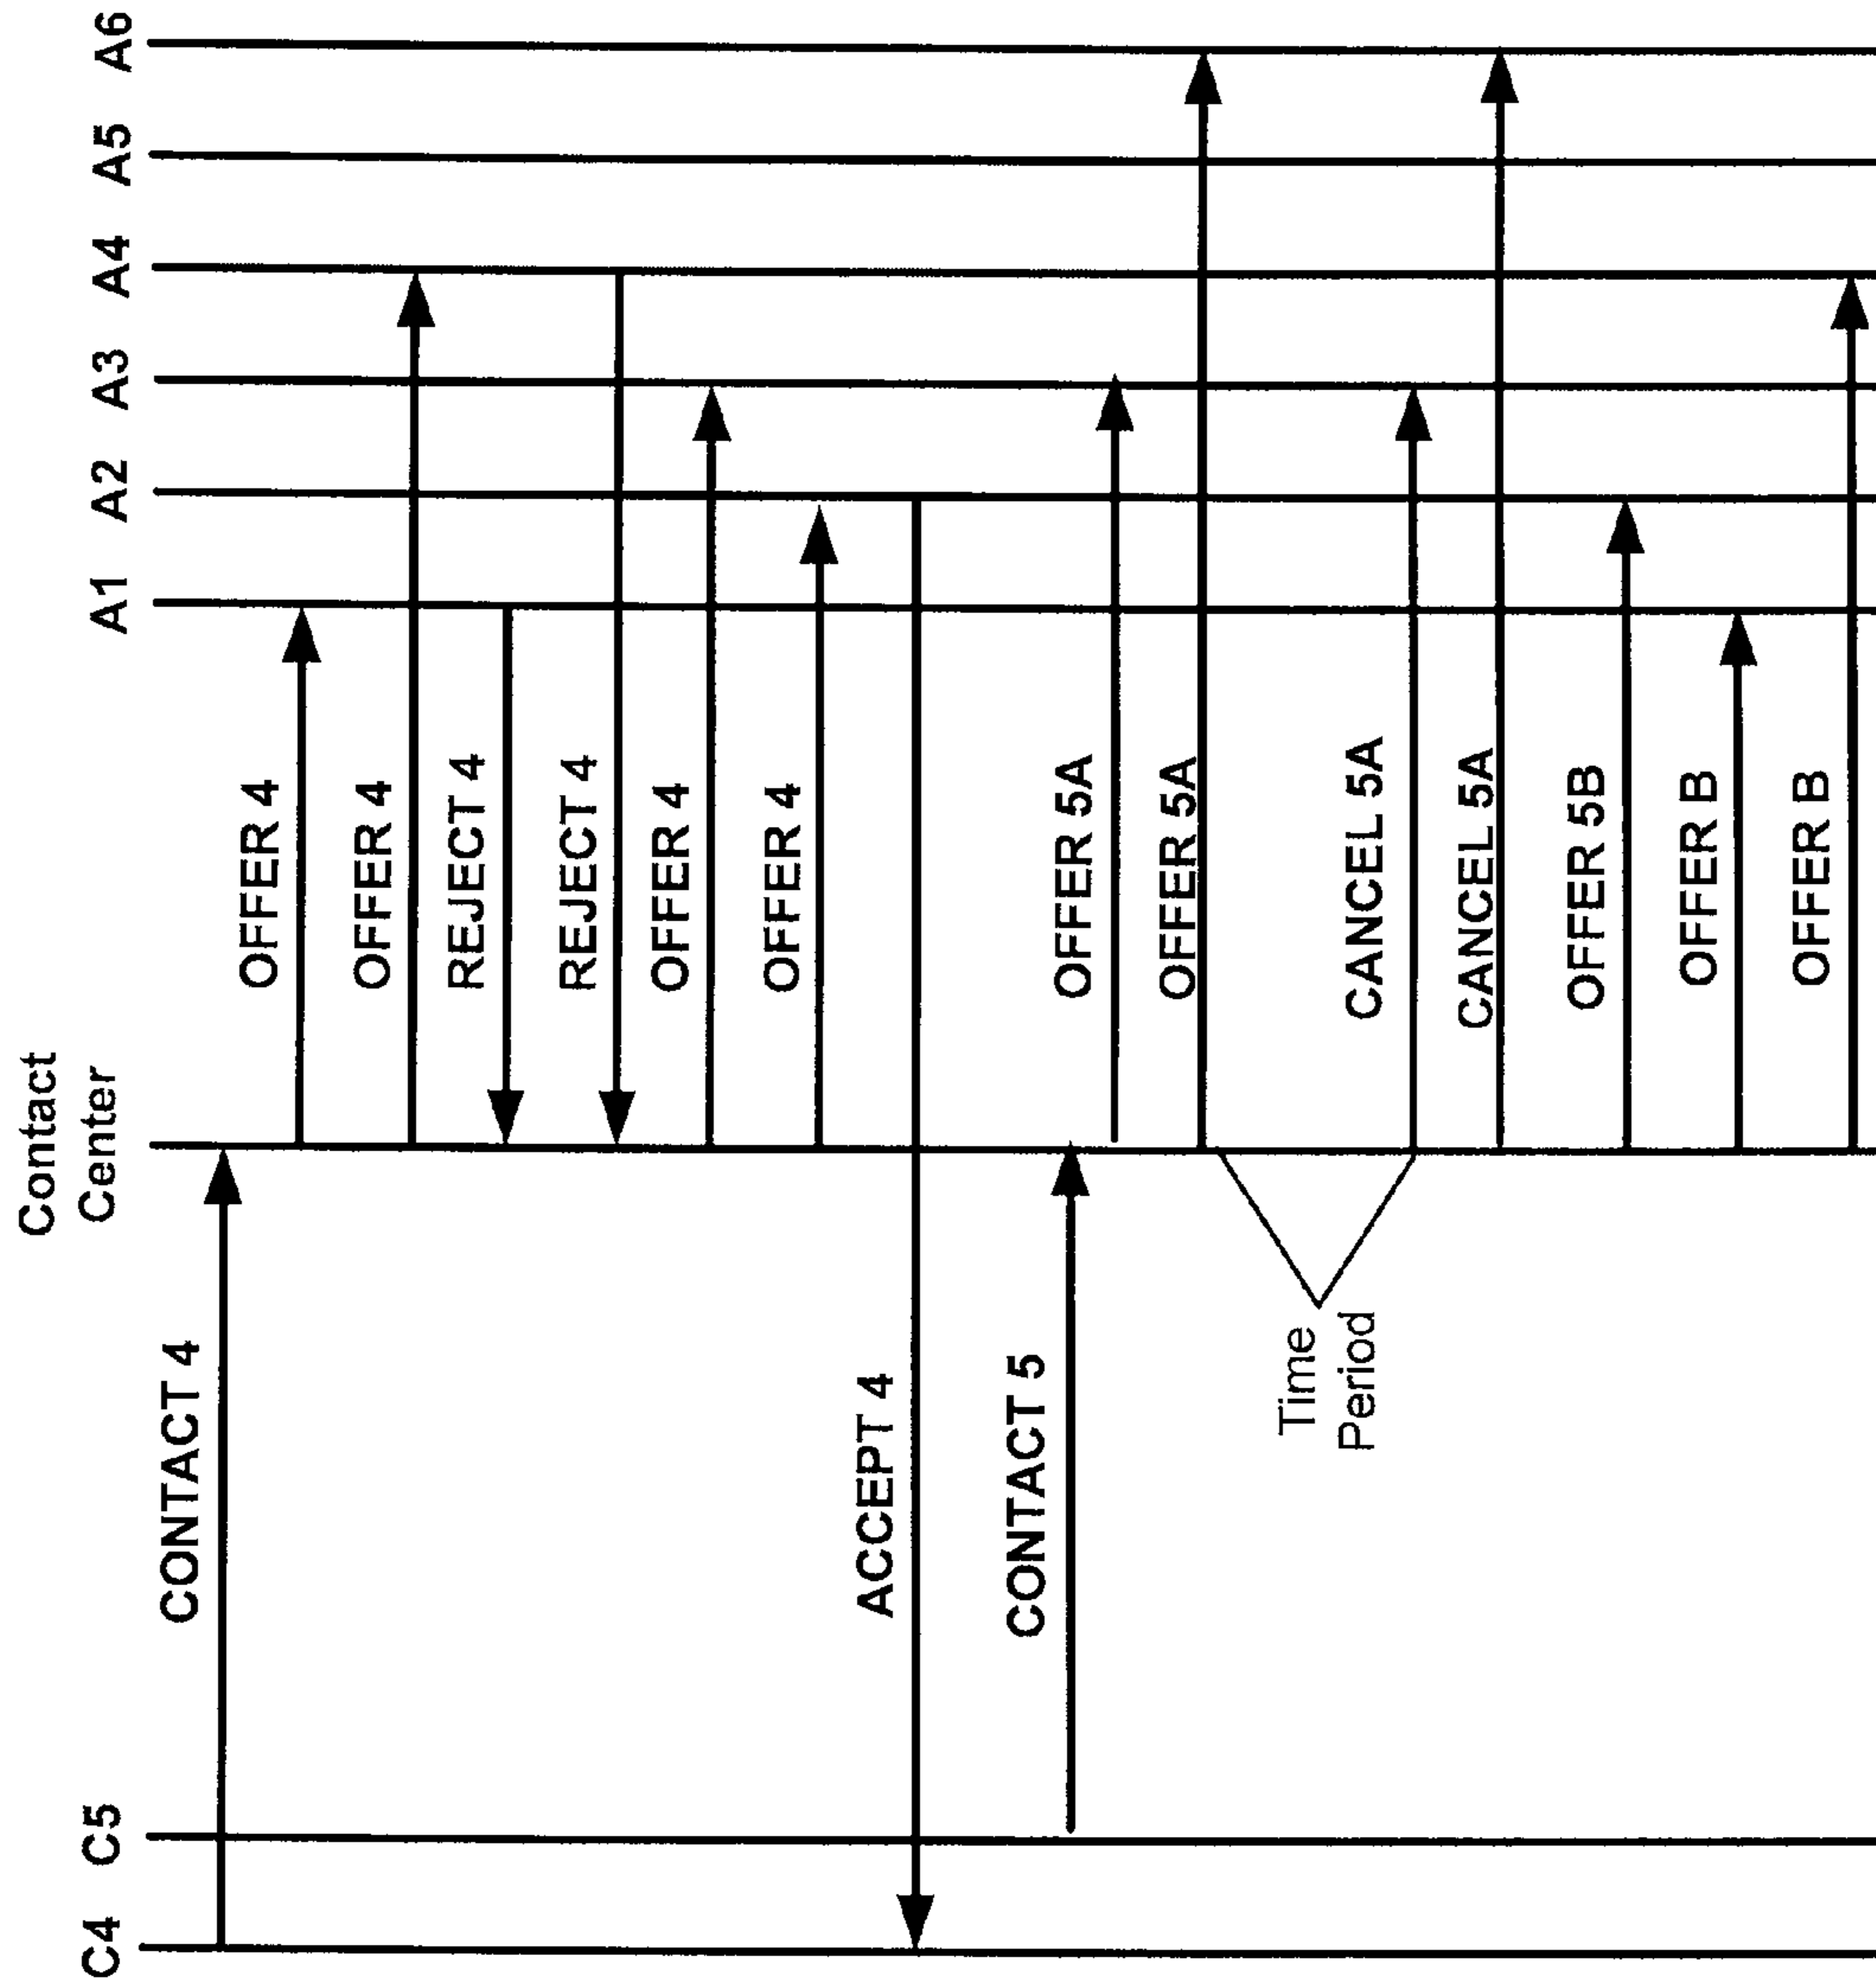 C4
C5
Contact
Center
A1
A2
A3
A4
A5
A6
CONTACT 4
OFFER 4
OFFER 4
REJECT 4
REJECT 4
OFFER 4
OFFER 4
ACCEPT 4
CONTACT 5
OFFER 5A
OFFER 5A
Time
Period
CANCEL 5A
CANCEL 5A
OFFER 5B
OFFER B
OFFER B